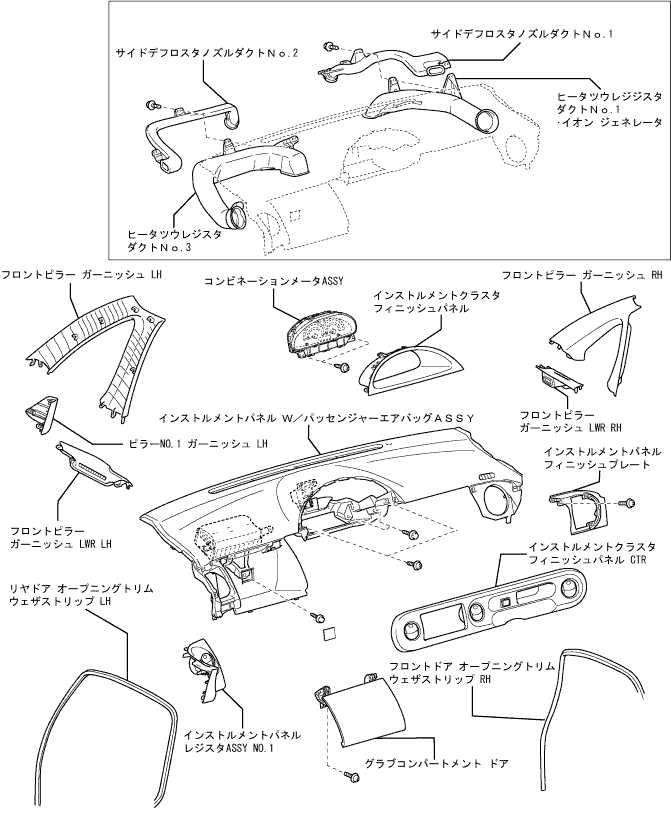 サイドデフロスタノズルダクトNo.1
サイドデフロスタノズルダクトNo.2
ヒータツウレジジスタ
ダクトNo.1
・イオン ジェネレータ
ヒータツウレジスタ
ダクトNo.3
フロントピラー ガーニッシュ LH
コンビネーションメータASSY
フロントピラー ガーニッシュ RH
インストルメントクラスタ
フィニッシュパネル
フロントピラー
ガーニッシュ LWR RH
インストルメントパネル W／パッセンジャーエアバッグASSY
ピラーNO.1 ガーニッシュ LH
インストルメントパネル
フィニッシュプレート
フロントピラー
ガーニッシュ LWR LH
インストルメントクラスタ
フィニッシュパネル CTR
リヤドア オープニングトリム
ウェザストリップ LH
フロントドア オープニングトリム
ウェザストリップ RH
インストルメントパネル
レジスタASSY NO.1
グラブコンパートメント ドア